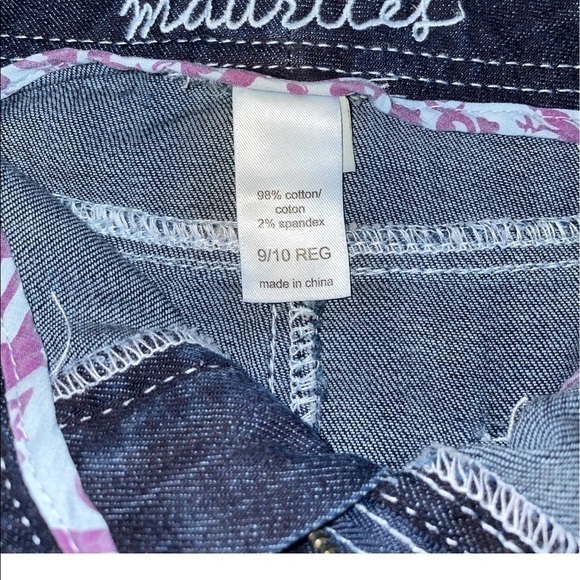 maurices
98% cotton/
coton
2% spandex
9/10 REG
made in china